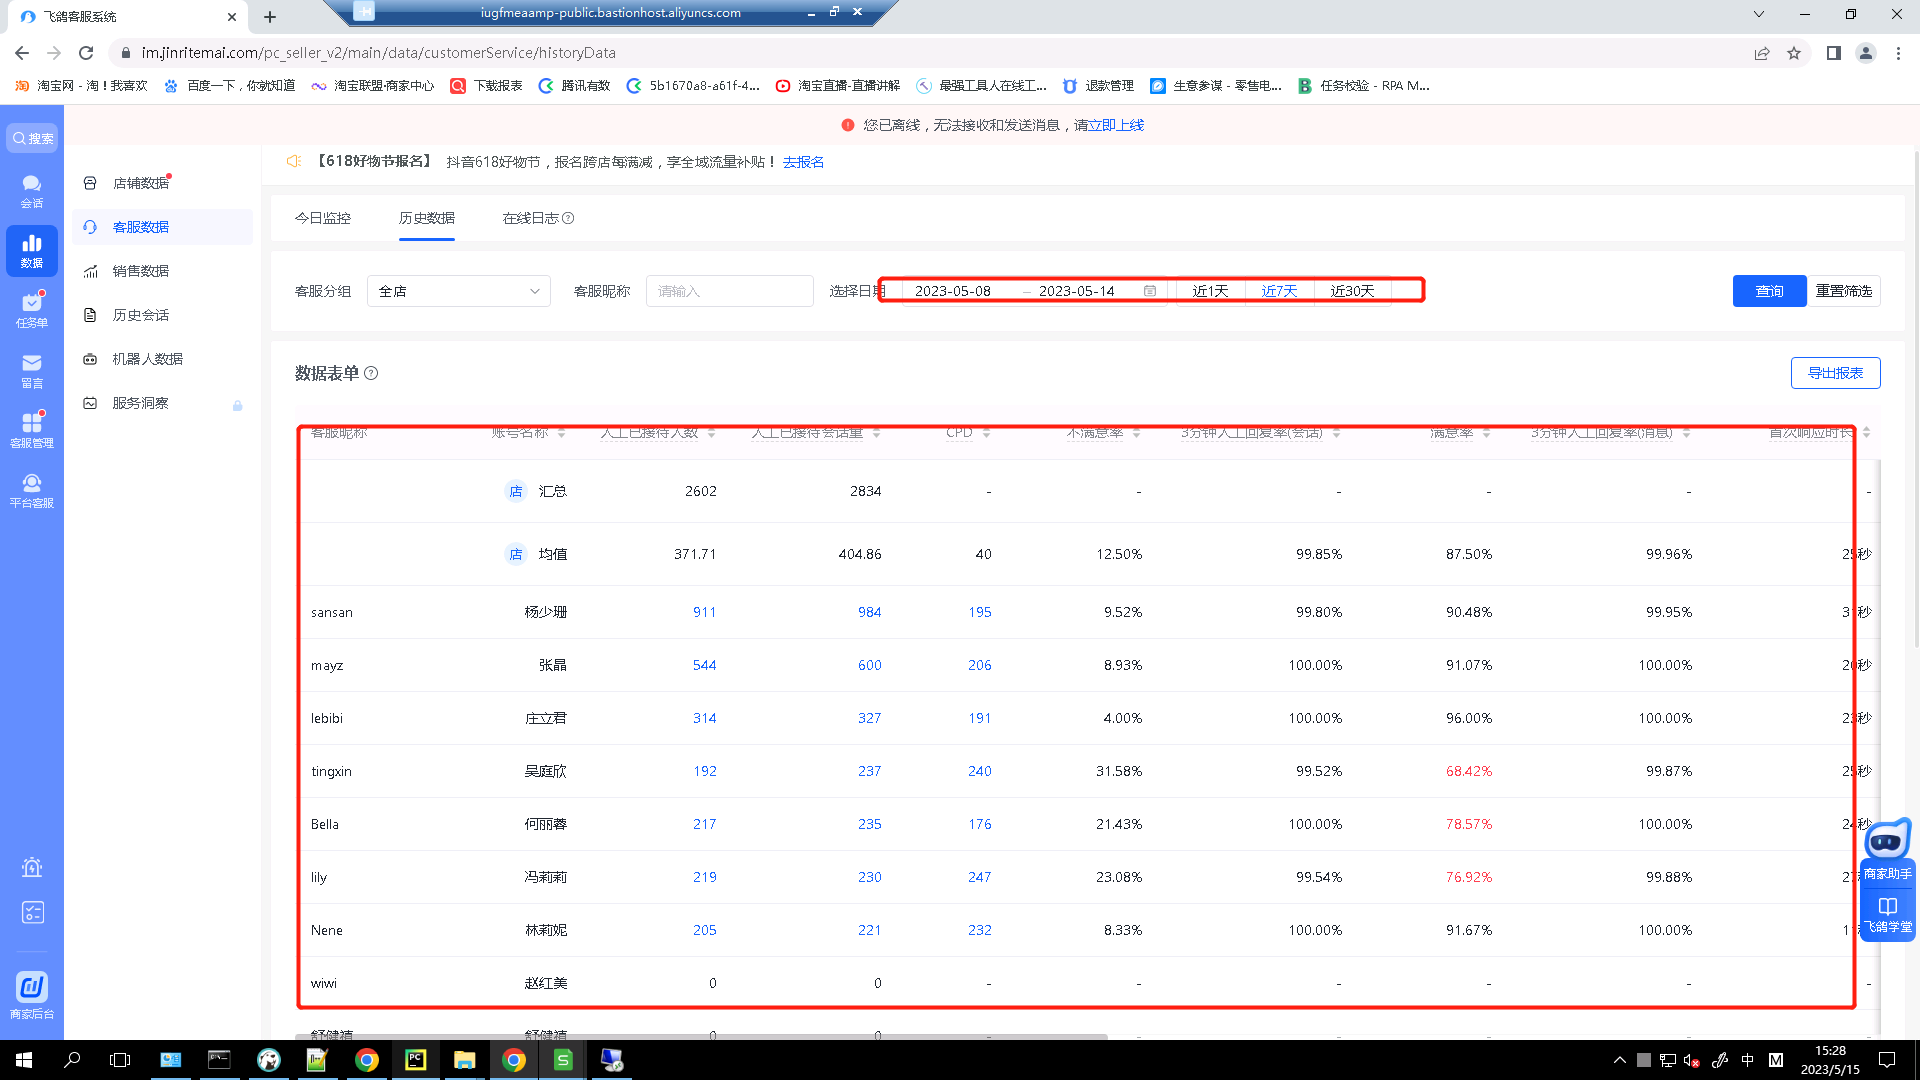 飞鸽客服系统
iugfmeaamp-public.bastionhost.aliyuncs.com
im.jinritemai.com/pc_seller_v2/main/data/customerService/historyData
淘宝网 - 淘！我喜欢 百度一下，你就知道 淘宝联盟·商家中心 下载报表 腾讯有数 5b1670a8-a61f-4... 淘宝直播-直播讲解 最强工具人在线工... 退款管理 生意参谋 - 零售电... 任务校验 - RPA M...
您已离线，无法接收和发送消息，请立即上线
搜索
会话
数据
任务单
留言
客服管理
平台客服
商家后台
店铺数据
客服数据
销售数据
历史会话
机器人数据
服务洞察
【618好物节报名】 抖音618好物节，报名跨店每满减，享全域流量补贴！ 去报名
今日监控 历史数据 在线日志
客服分组 全店 客服昵称 请输入 选择日期 2023-05-08 – 2023-05-14 近1天 近7天 近30天 查询 重置筛选
数据表单 导出报表
客服昵称 账号名称 人工已接待人数 人工已接待会话量 CPD 不满意率 3分钟人工回复率(会话) 满意率 3分钟人工回复率(消息) 首次响应时长
店 汇总 2602 2834 - - - - - -
店 均值 371.71 404.86 40 12.50% 99.85% 87.50% 99.96% 25秒
sansan 杨少珊 911 984 195 9.52% 99.80% 90.48% 99.95% 31秒
mayz 张晶 544 600 206 8.93% 100.00% 91.07% 100.00% 20秒
lebibi 庄立君 314 327 191 4.00% 100.00% 96.00% 100.00% 23秒
tingxin 吴庭欣 192 237 240 31.58% 99.52% 68.42% 99.87% 25秒
Bella 何丽蓉 217 235 176 21.43% 100.00% 78.57% 100.00% 24秒
lily 冯莉莉 219 230 247 23.08% 99.54% 76.92% 99.88% 27秒
Nene 林莉妮 205 221 232 8.33% 100.00% 91.67% 100.00% 11秒
wiwi 赵红美 0 0 - - - - - -
舒健禧 舒健禧 0 0 - - - - - -
商家助手
飞鸽学堂
中 M
15:28
2023/5/15